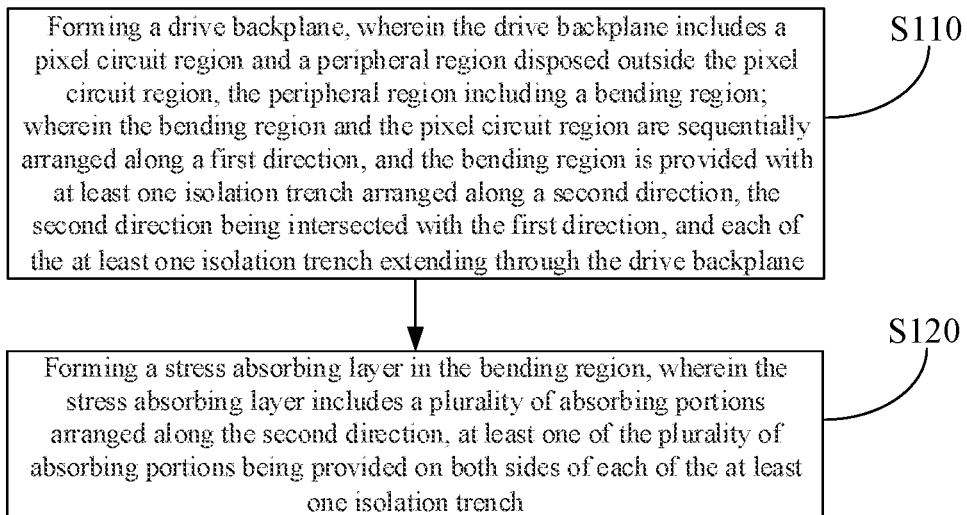 Forming a drive backplane, wherein the drive backplane includes a
pixel circuit region and a peripheral region disposed outside the pixel
circuit region, the peripheral region including a bending region;
wherein the bending region and the pixel circuit region are sequentially
arranged along a first direction, and the bending region is provided with
at least one isolation trench arranged along a second direction, the
second direction being intersected with the first direction, and each of
the at least one isolation trench extending through the drive backplane
S110
Forming a stress absorbing layer in the bending region, wherein the
stress absorbing layer includes a plurality of absorbing portions
arranged along the second direction, at least one of the plurality of
absorbing portions being provided on both sides of each of the at least
one isolation trench
S120